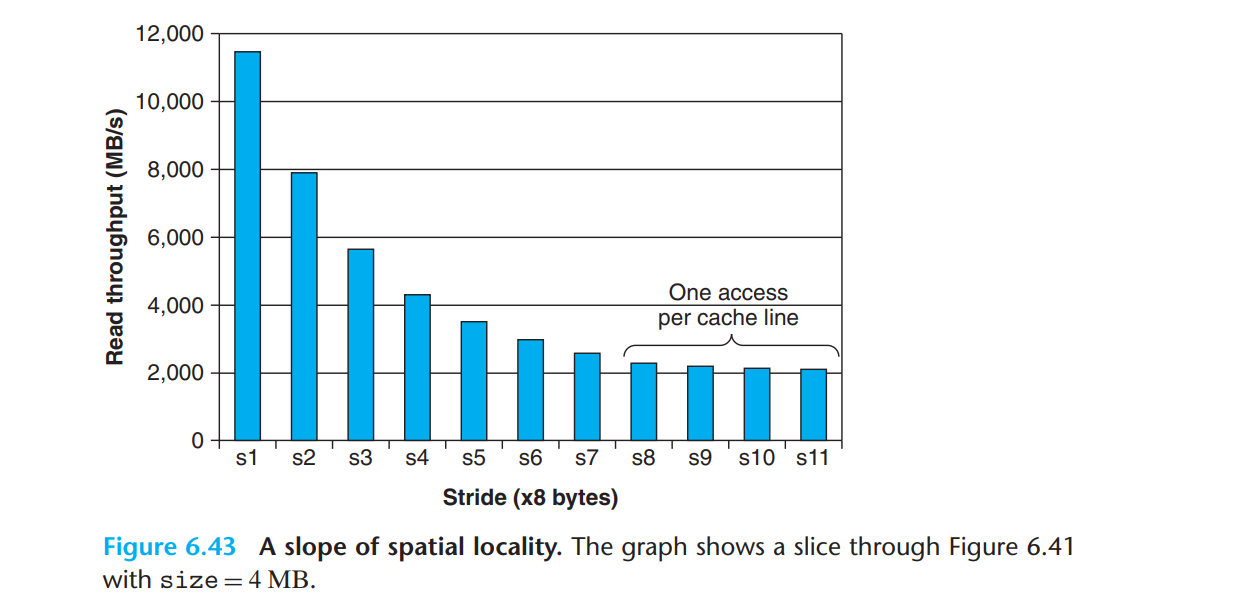 12,000
10,000
8,000
6,000
4,000
2,000
0
Read throughput (MB/s)
One access
per cache line
s1 s2 s3 s4 s5 s6 s7 s8 s9 s10 s11
Stride (x8 bytes)
Figure 6.43 A slope of spatial locality. The graph shows a slice through Figure 6.41
with size = 4 MB.